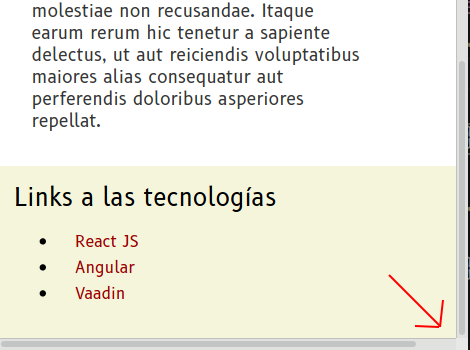 molestiae non recusandae. Itaque
earum rerum hic tenetur a sapiente
delectus, ut aut reiciendis voluptatibus
maiores alias consequatur aut
perferendis doloribus asperiores
repellat.
Links a las tecnologías
React JS
Angular
Vaadin